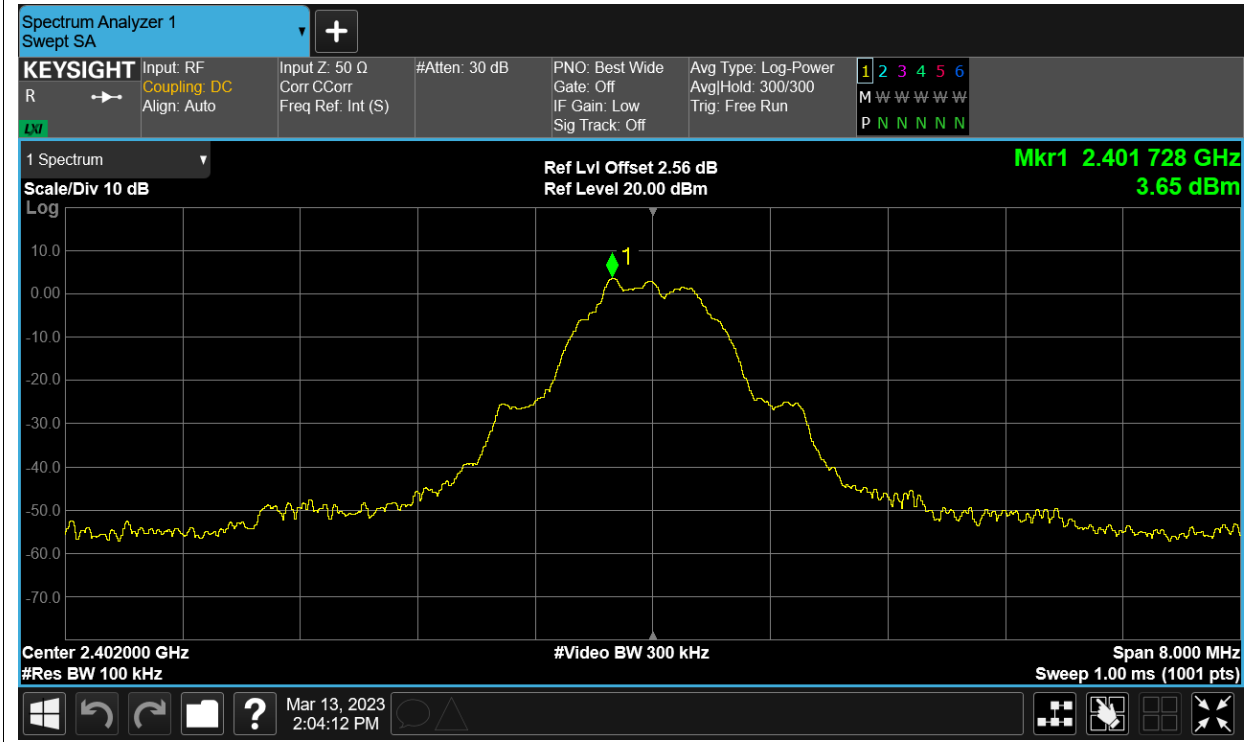 Spectrum Analyzer 1
Swept SA
KEYSIGHT
R
LXI
Input: RF
Coupling: DC
Align: Auto
Input Z: 50 Ω
Corr CCorr
Freq Ref: Int (S)
#Atten: 30 dB
PNO: Best Wide
Gate: Off
IF Gain: Low
Sig Track: Off
Avg Type: Log-Power
Avg|Hold: 300/300
Trig: Free Run
1 2 3 4 5 6
M W W W W W
P N N N N N
1 Spectrum
Scale/Div 10 dB
Log
Ref Lvl Offset 2.56 dB
Ref Level 20.00 dBm
Mkr1 2.401 728 GHz
3.65 dBm
1
10.0
0.00
-10.0
-20.0
-30.0
-40.0
-50.0
-60.0
-70.0
Center 2.402000 GHz
#Res BW 100 kHz
#Video BW 300 kHz
Span 8.000 MHz
Sweep 1.00 ms (1001 pts)
?
Mar 13, 2023
2:04:12 PM